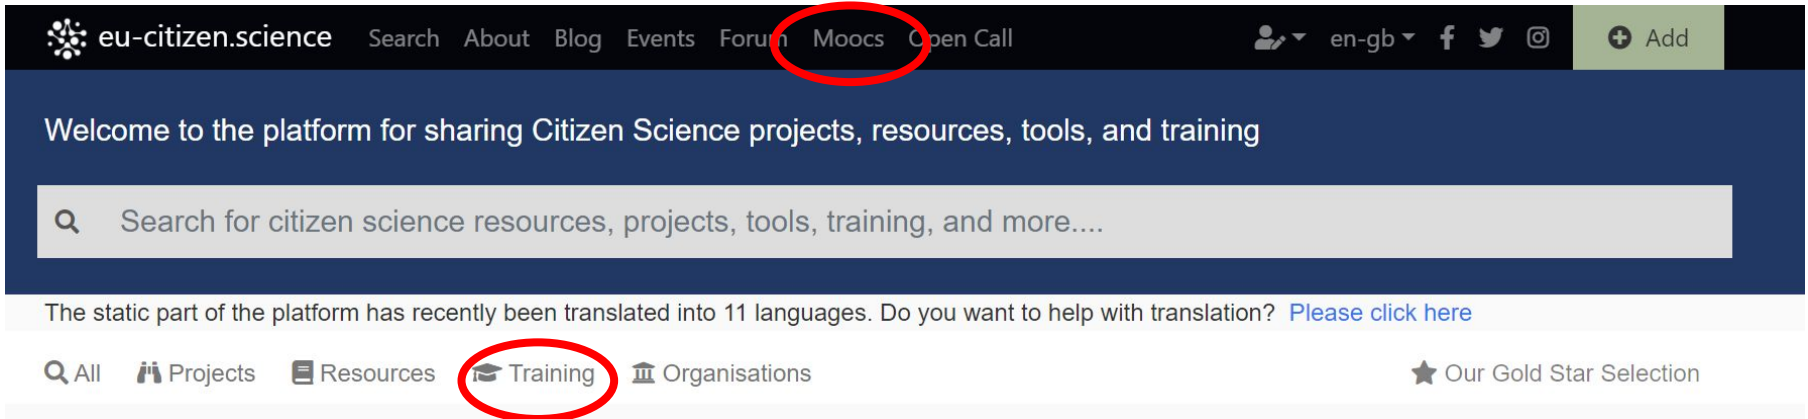 eu-citizen.science Search About Blog Events Forum Moocs Open Call en-gb Add
Welcome to the platform for sharing Citizen Science projects, resources, tools, and training
Search for citizen science resources, projects, tools, training, and more....
The static part of the platform has recently been translated into 11 languages. Do you want to help with translation? Please click here
All Projects Resources Training Organisations Our Gold Star Selection